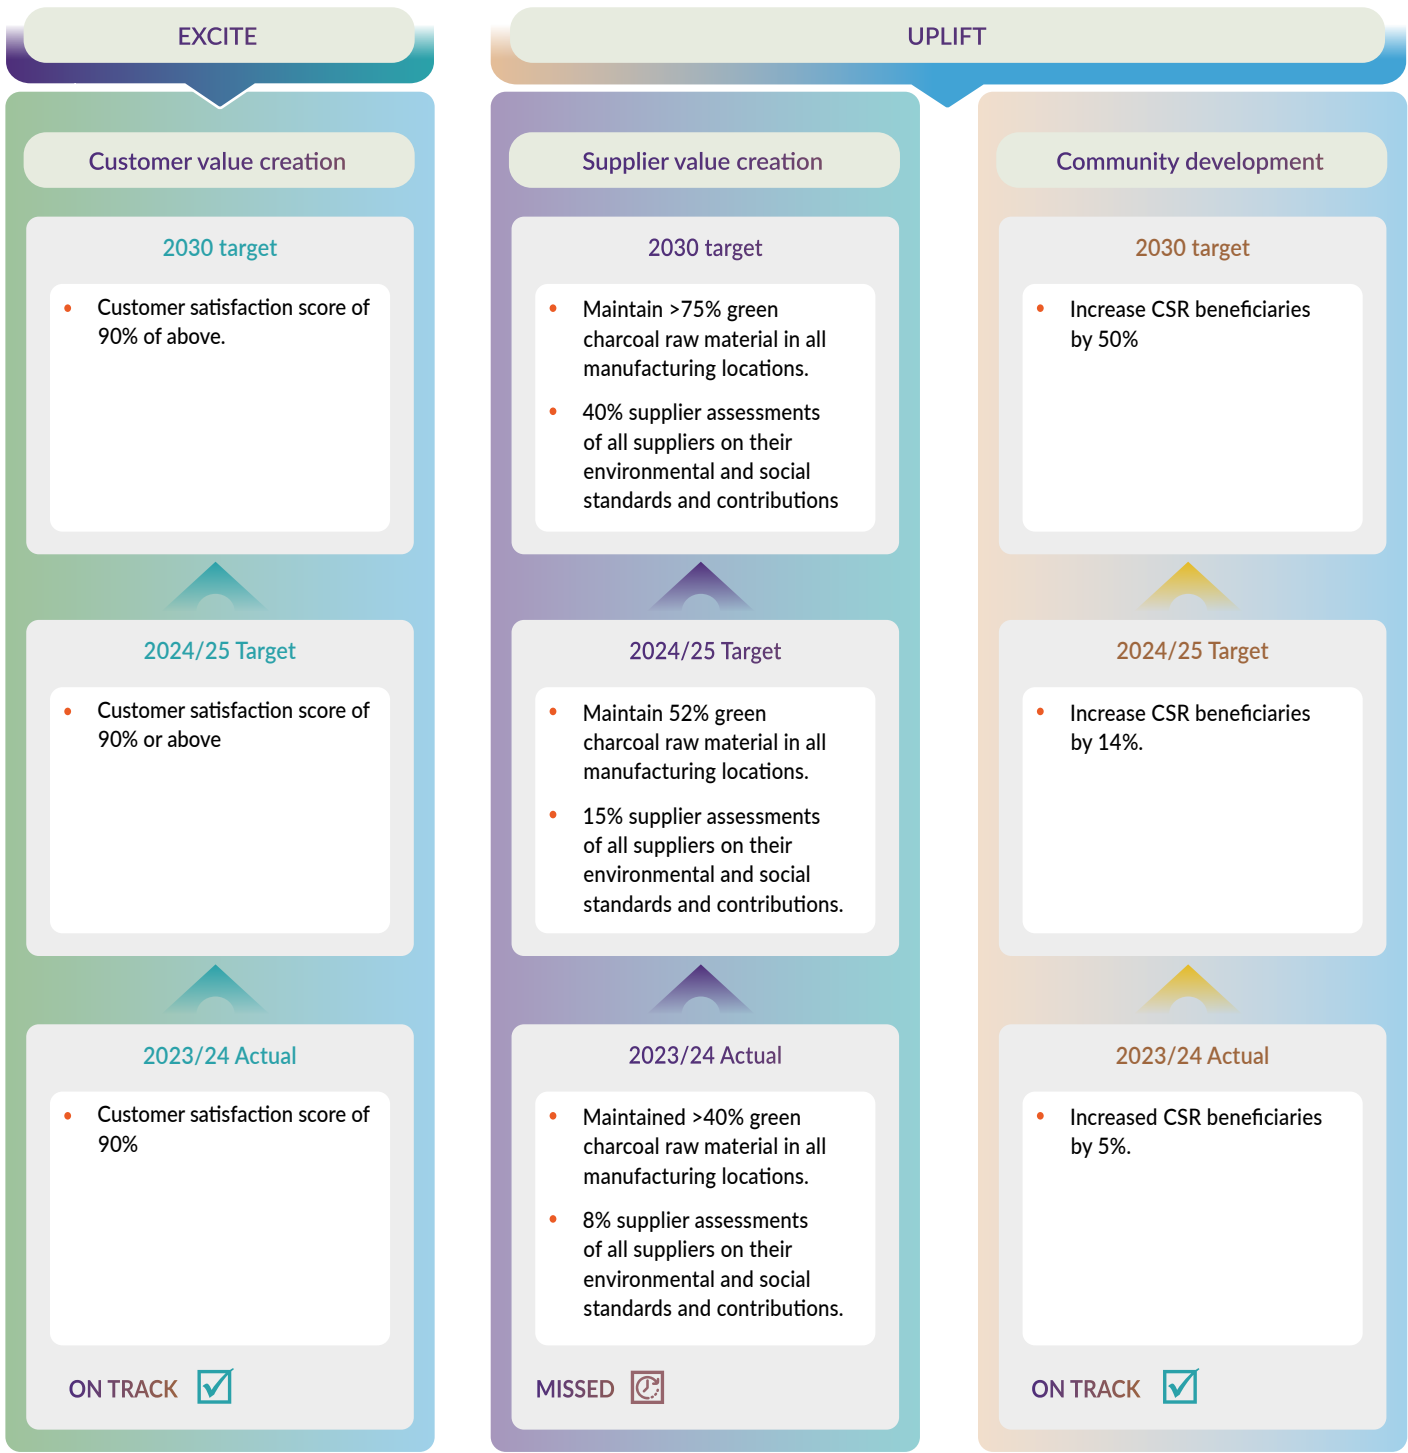 EXCITE
Customer value creation
2030 target
• Customer satisfaction score of
90% of above.
2024/25 Target
• Customer satisfaction score of
90% or above
2023/24 Actual
• Customer satisfaction score of
90%
ON TRACK
UPLIFT
Supplier value creation
2030 target
• Maintain >75% green
charcoal raw material in all
manufacturing locations.
• 40% supplier assessments
of all suppliers on their
environmental and social
standards and contributions
2024/25 Target
• Maintain 52% green
charcoal raw material in all
manufacturing locations.
• 15% supplier assessments
of all suppliers on their
environmental and social
standards and contributions.
2023/24 Actual
• Maintained >40% green
charcoal raw material in all
manufacturing locations.
• 8% supplier assessments
of all suppliers on their
environmental and social
standards and contributions.
MISSED
Community development
2030 target
• Increase CSR beneficiaries
by 50%
2024/25 Target
• Increase CSR beneficiaries
by 14%.
2023/24 Actual
• Increased CSR beneficiaries
by 5%.
ON TRACK